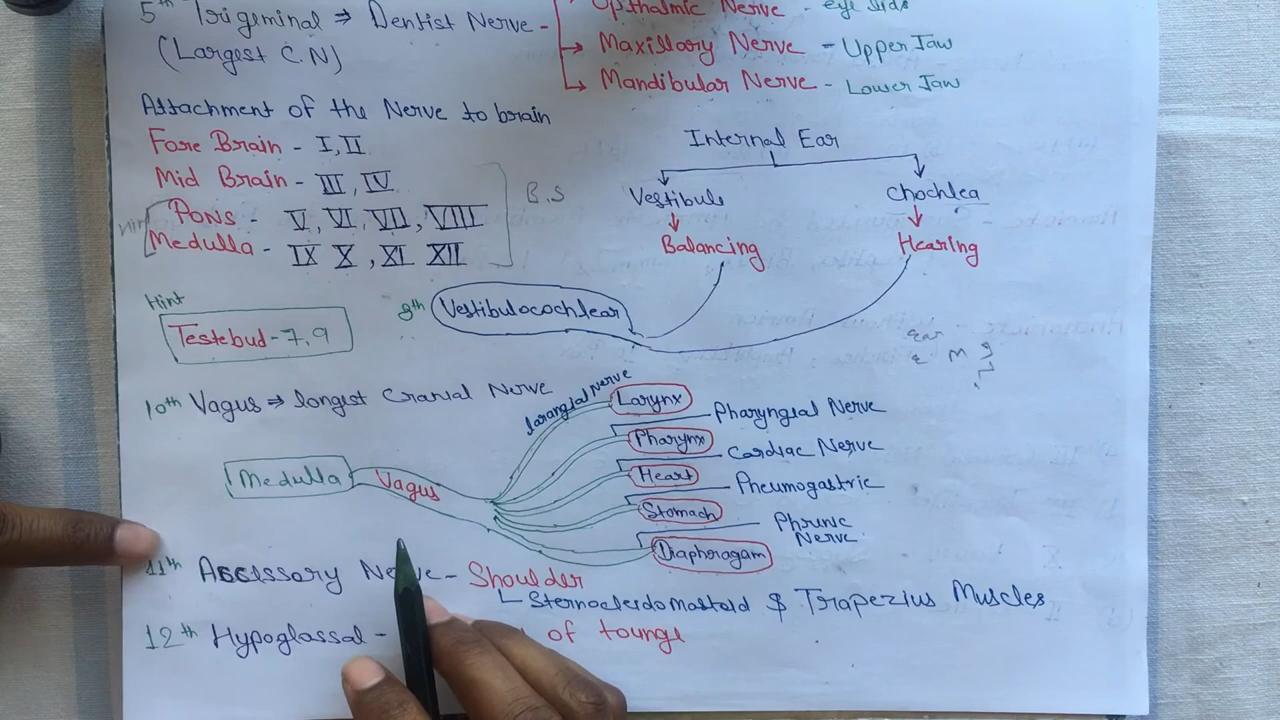 5th Trigeminal ⇒ Dentist Nerve -
(Largest C.N)
Opthalmic Nerve - eye lids
Maxillary Nerve - Upper Jaw
Mandibular Nerve - Lower Jaw
Attachment of the Nerve to brain
Fore Brain - I, II
Mid Brain - III, IV
Pons - V, VI, VII, VIII
Medulla - IX X, XI XII
B.S
Internal Ear
Vestibule
Chochlea
Balancing
Hearing
Hint
Testebud - 7,9
8th Vestibulocochlear
Ear
10th Vagus ⇒ longest Cranial Nerve
Medulla
Vagus
larangial Nerve
Larynx
Pharyngial Nerve
Pharynx
Cardiac Nerve
Heart
Pneumogastric
Stomach
Phrenic
Nerve
Diaphragam
11th Accessory Nerve - Shoulder
Sternocleidomastoid & Trapezius Muscles
12th Hypoglossal - of tounge